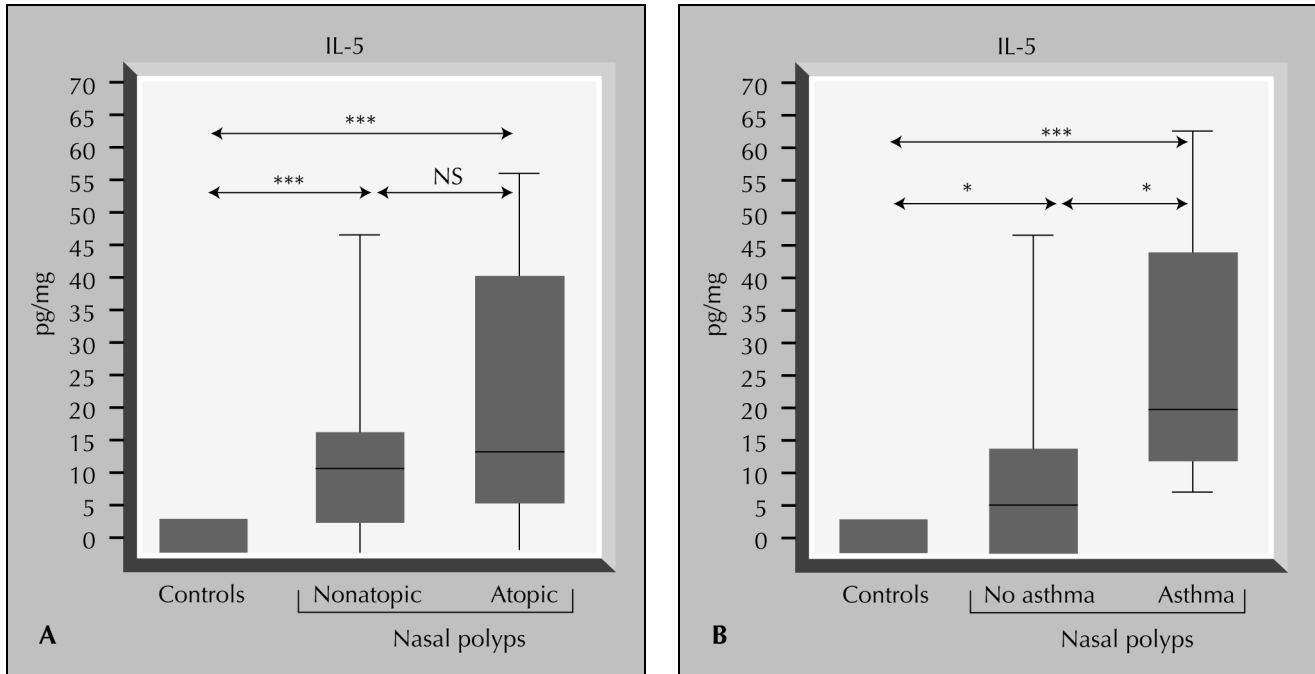 IL-5
70
65
60
55
50
45
40
35
30
25
20
15
10
5
0
pg/mg
***
***
NS
Controls
Nonatopic
Atopic
Nasal polyps
A
IL-5
70
65
60
55
50
45
40
35
30
25
20
15
10
5
0
pg/mg
***
*
*
Controls
No asthma
Asthma
Nasal polyps
B